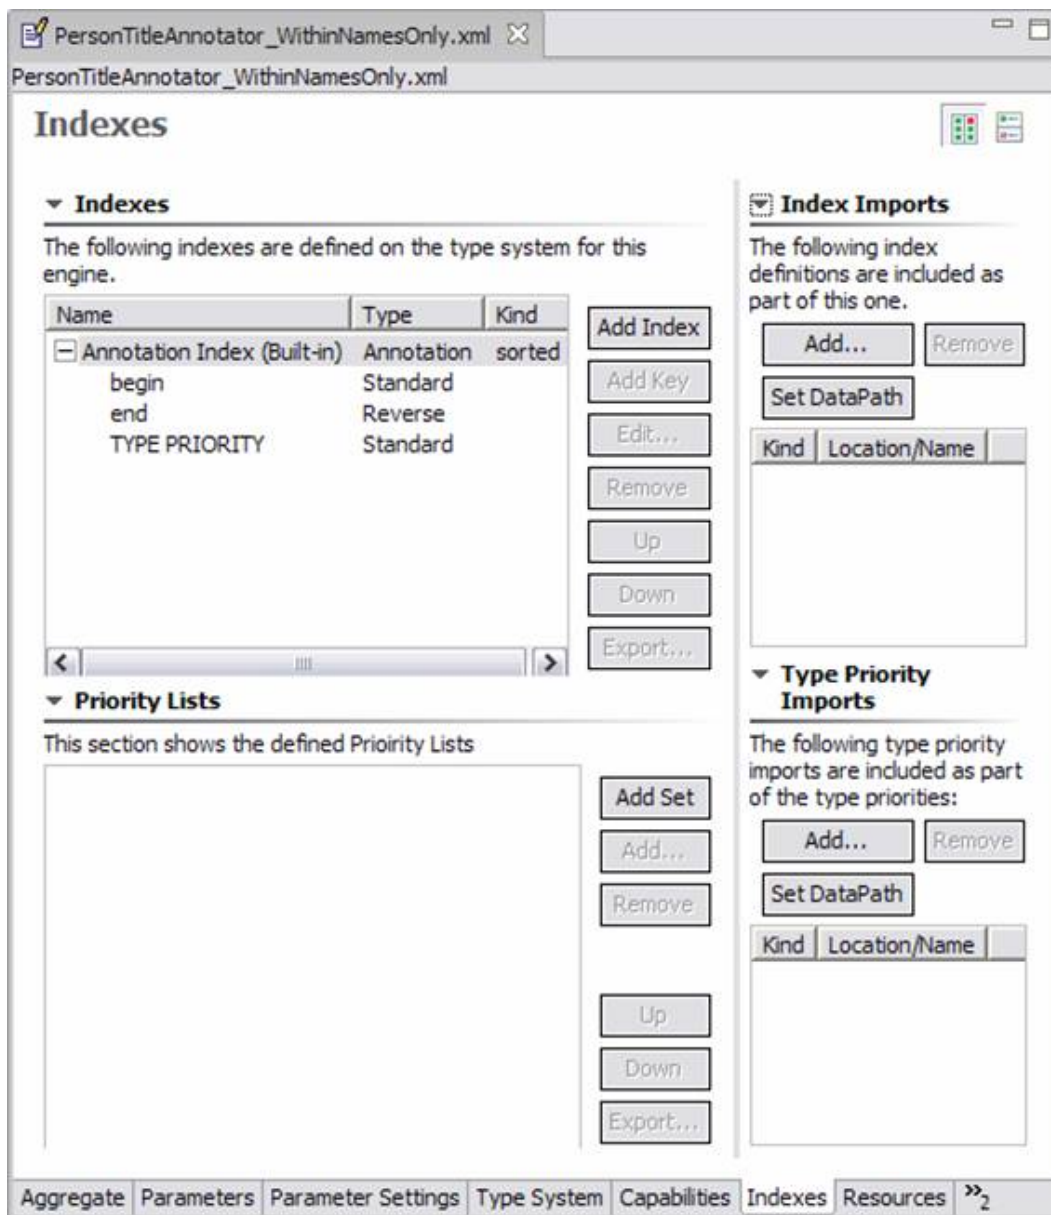 PersonTitleAnnotator_WithinNamesOnly.xml
PersonTitleAnnotator_WithinNamesOnly.xml
Indexes
Indexes
The following indexes are defined on the type system for this
engine.
Name Type Kind
Annotation Index (Built-in) Annotation sorted
begin Standard
end Reverse
TYPE PRIORITY Standard
Add Index
Add Key
Edit...
Remove
Up
Down
Export...
Priority Lists
This section shows the defined Prioirity Lists
Add Set
Add...
Remove
Up
Down
Export...
Index Imports
The following index
definitions are included as
part of this one.
Add... Remove
Set DataPath
Kind Location/Name
Type Priority
Imports
The following type priority
imports are included as part
of the type priorities:
Add... Remove
Set DataPath
Kind Location/Name
Aggregate Parameters Parameter Settings Type System Capabilities Indexes Resources »2